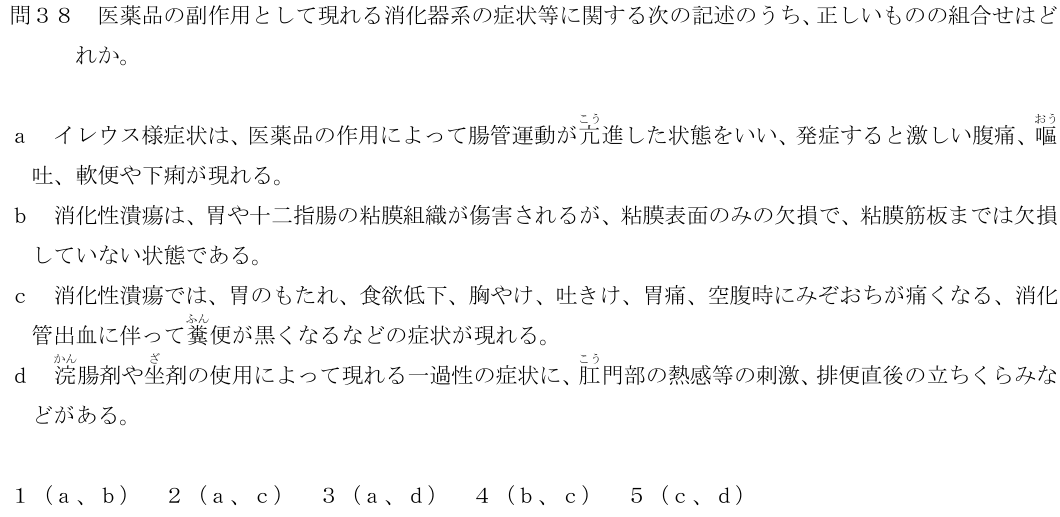 問３８　医薬品の副作用として現れる消化器系の症状等に関する次の記述のうち、正しいものの組合せはど
れか。
ａ　イレウス様症状は、医薬品の作用によって腸管運動が亢進した状態をいい、発症すると激しい腹痛、嘔
吐、軟便や下痢が現れる。
ｂ　消化性潰瘍は、胃や十二指腸の粘膜組織が傷害されるが、粘膜表面のみの欠損で、粘膜筋板までは欠損
していない状態である。
ｃ　消化性潰瘍では、胃のもたれ、食欲低下、胸やけ、吐きけ、胃痛、空腹時にみぞおちが痛くなる、消化
管出血に伴って糞便が黒くなるなどの症状が現れる。
ｄ　浣腸剤や坐剤の使用によって現れる一過性の症状に、肛門部の熱感等の刺激、排便直後の立ちくらみな
どがある。
１（ａ、ｂ）　２（ａ、ｃ）　３（ａ、ｄ）　４（ｂ、ｃ）　５（ｃ、ｄ）